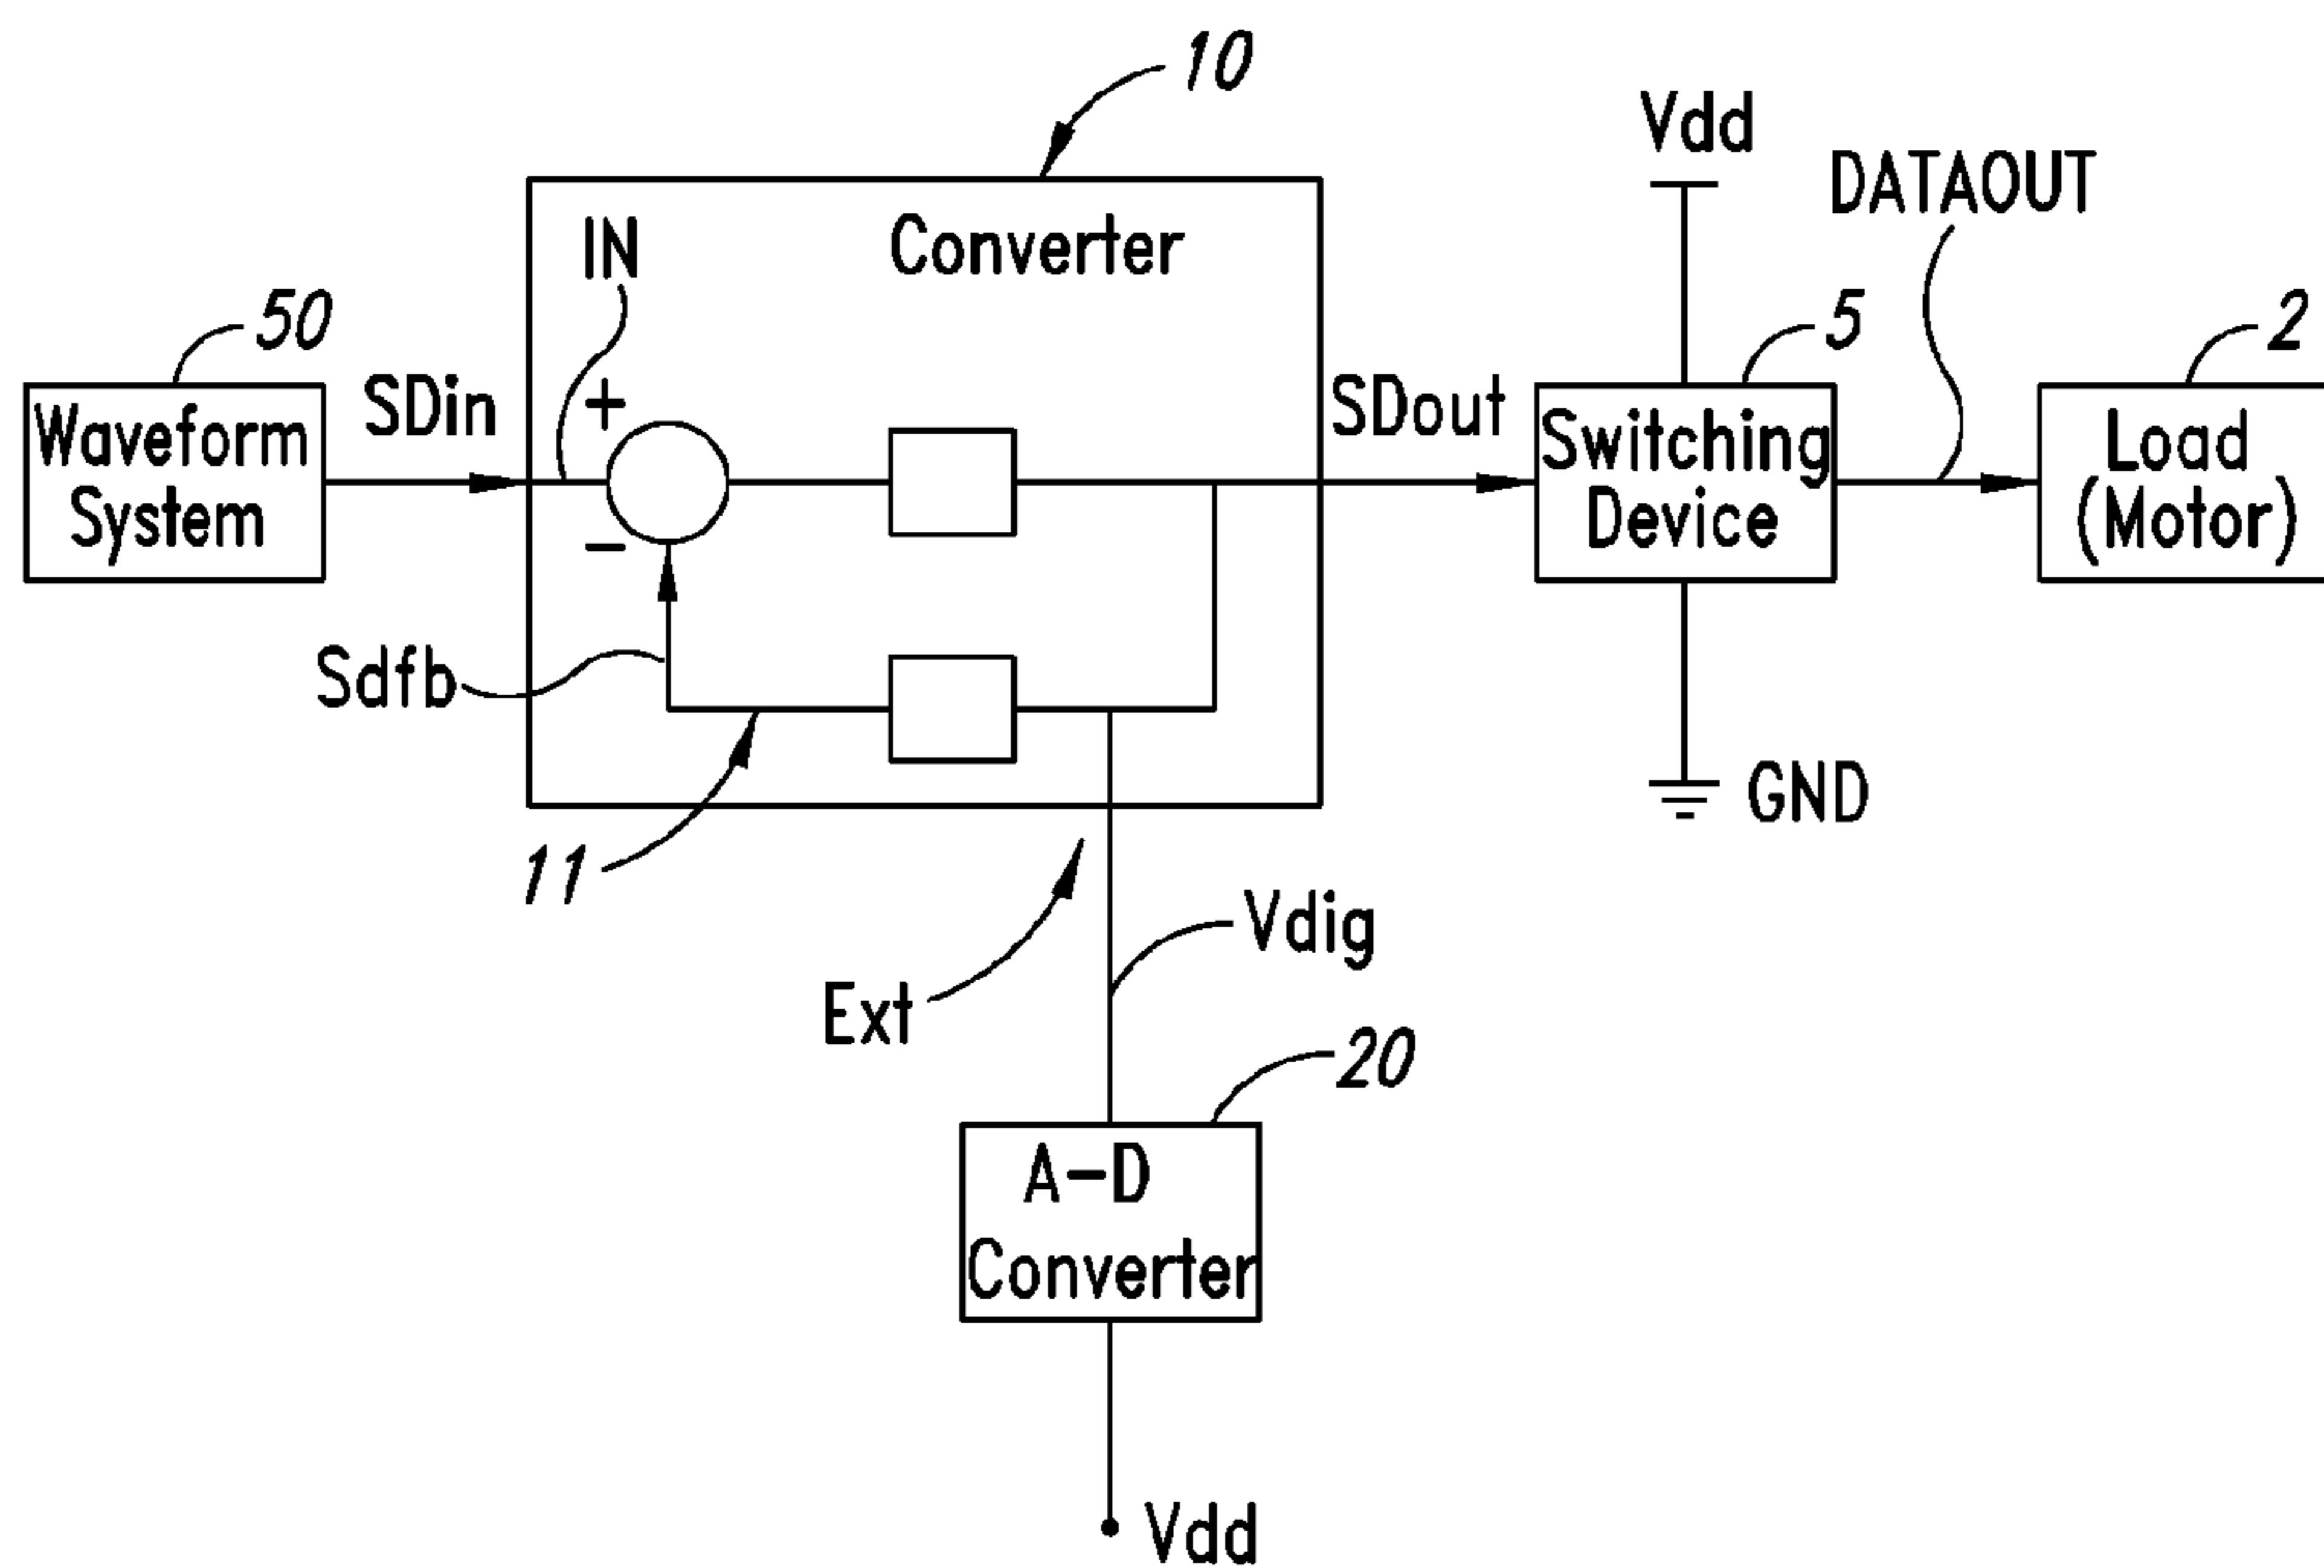 10
Vdd
DATAOUT
IN
Converter
50
5
2
SDin
+
SDout
Waveform
System
Switching
Device
Load
(Motor)
−
Sdfb
GND
11
Vdig
Ext
20
A-D
Converter
Vdd